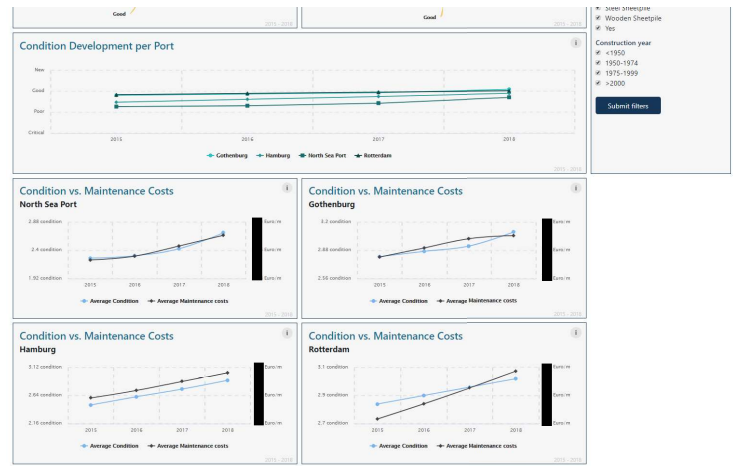 Good
2015 - 2018
Good
2015 - 2018
Steel Sheetpile
Wooden Sheetpile
Yes
Construction year
<1950
1950-1974
1975-1999
>2000
Submit filters
Condition Development per Port
i
New
Good
Poor
Critical
2015 2016 2017 2018
Gothenburg Hamburg North Sea Port Rotterdam
2015 - 2018
Condition vs. Maintenance Costs
i
North Sea Port
2.88 condition
2.4 condition
1.92 condition
Euro/m
Euro/m
Euro/m
2015 2016 2017 2018
Average Condition Average Maintenance costs
2015 - 2018
Condition vs. Maintenance Costs
i
Gothenburg
3.2 condition
2.88 condition
2.56 condition
Euro/m
Euro/m
Euro/m
2015 2016 2017 2018
Average Condition Average Maintenance costs
2015 - 2018
Condition vs. Maintenance Costs
i
Hamburg
3.12 condition
2.64 condition
2.16 condition
Euro/m
Euro/m
Euro/m
2015 2016 2017 2018
Average Condition Average Maintenance costs
2015 - 2018
Condition vs. Maintenance Costs
i
Rotterdam
3.1 condition
2.9 condition
2.7 condition
Euro/m
Euro/m
Euro/m
2015 2016 2017 2018
Average Condition Average Maintenance costs
2015 - 2018